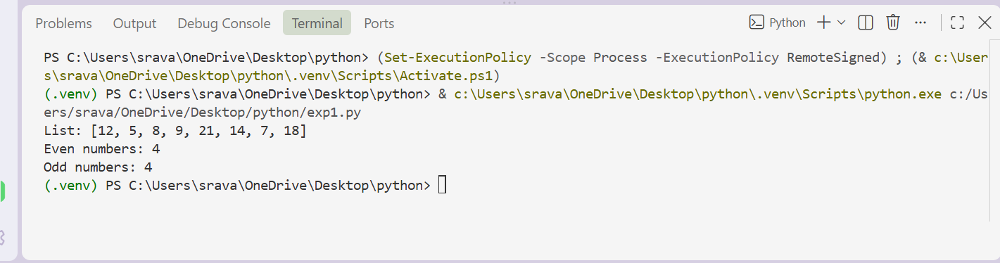 Problems Output Debug Console Terminal Ports Python
PS C:\Users\srava\OneDrive\Desktop\python> (Set-ExecutionPolicy -Scope Process -ExecutionPolicy RemoteSigned) ; (& c:\User
s\srava\OneDrive\Desktop\python\.venv\Scripts\Activate.ps1)
(.venv) PS C:\Users\srava\OneDrive\Desktop\python> & c:\Users\srava\OneDrive\Desktop\python\.venv\Scripts\python.exe c:/Us
ers/srava/OneDrive/Desktop/python/exp1.py
List: [12, 5, 8, 9, 21, 14, 7, 18]
Even numbers: 4
Odd numbers: 4
(.venv) PS C:\Users\srava\OneDrive\Desktop\python>